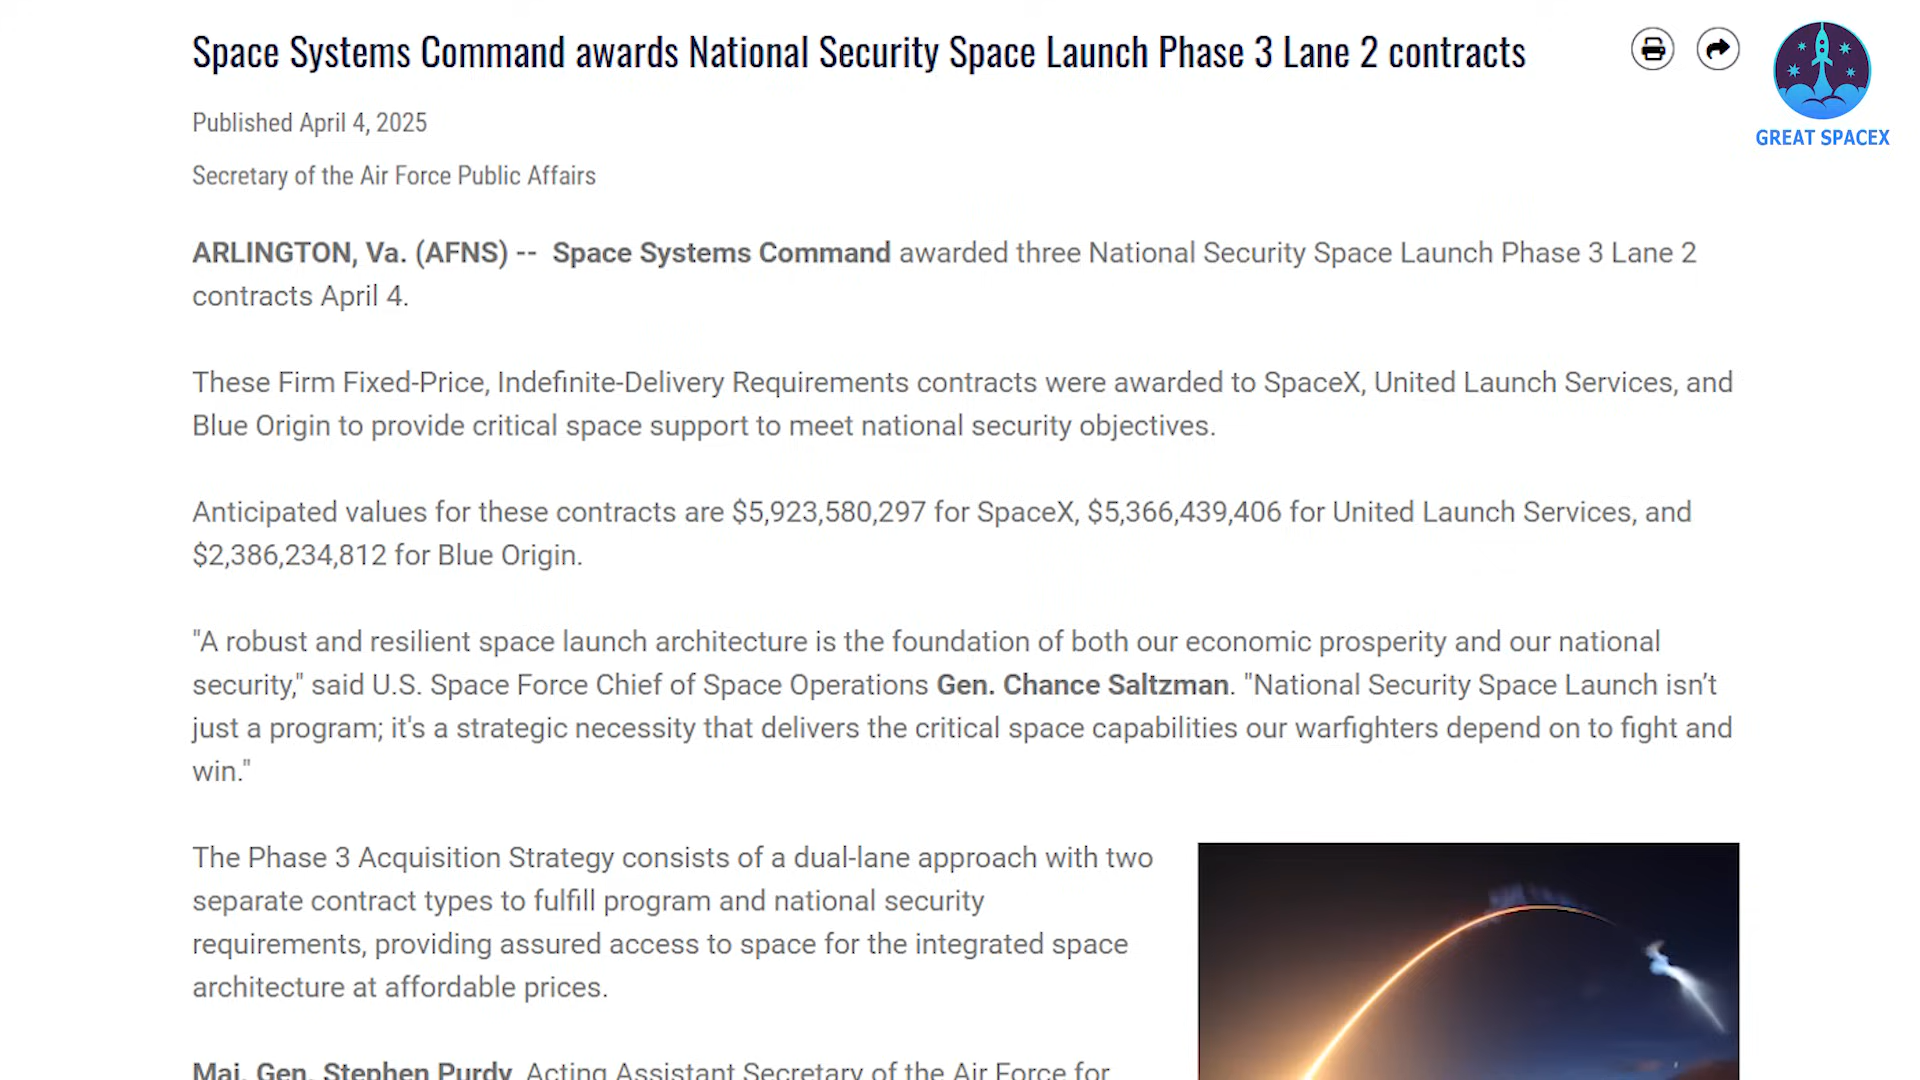 Space Systems Command awards National Security Space Launch Phase 3 Lane 2 contracts
GREAT SPACEX
Published April 4, 2025
Secretary of the Air Force Public Affairs
ARLINGTON, Va. (AFNS) -- Space Systems Command awarded three National Security Space Launch Phase 3 Lane 2
contracts April 4.
These Firm Fixed-Price, Indefinite-Delivery Requirements contracts were awarded to SpaceX, United Launch Services, and
Blue Origin to provide critical space support to meet national security objectives.
Anticipated values for these contracts are $5,923,580,297 for SpaceX, $5,366,439,406 for United Launch Services, and
$2,386,234,812 for Blue Origin.
"A robust and resilient space launch architecture is the foundation of both our economic prosperity and our national
security," said U.S. Space Force Chief of Space Operations Gen. Chance Saltzman. "National Security Space Launch isn’t
just a program; it's a strategic necessity that delivers the critical space capabilities our warfighters depend on to fight and
win."
The Phase 3 Acquisition Strategy consists of a dual-lane approach with two
separate contract types to fulfill program and national security
requirements, providing assured access to space for the integrated space
architecture at affordable prices.
Maj. Gen. Stephen Purdy, Acting Assistant Secretary of the Air Force for